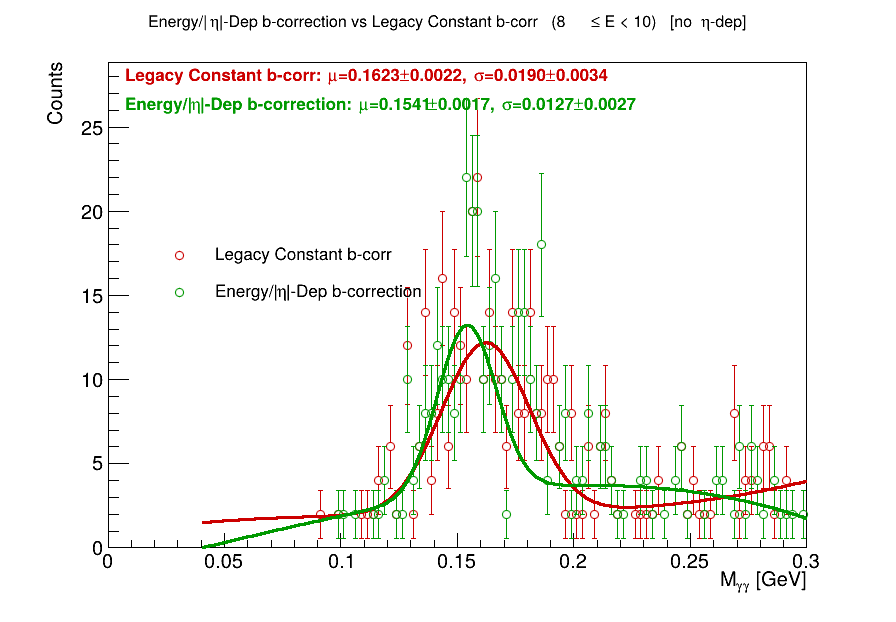 Energy/|η|-Dep b-correction vs Legacy Constant b-corr (8 ≤ E < 10) [no η-dep]
Counts
Legacy Constant b-corr: μ=0.1623±0.0022, σ=0.0190±0.0034
Energy/|η|-Dep b-correction: μ=0.1541±0.0017, σ=0.0127±0.0027
25
20
Legacy Constant b-corr
Energy/|η|-Dep b-correction
15
10
5
0
0 0.05 0.1 0.15 0.2 0.25 0.3
M_γγ [GeV]